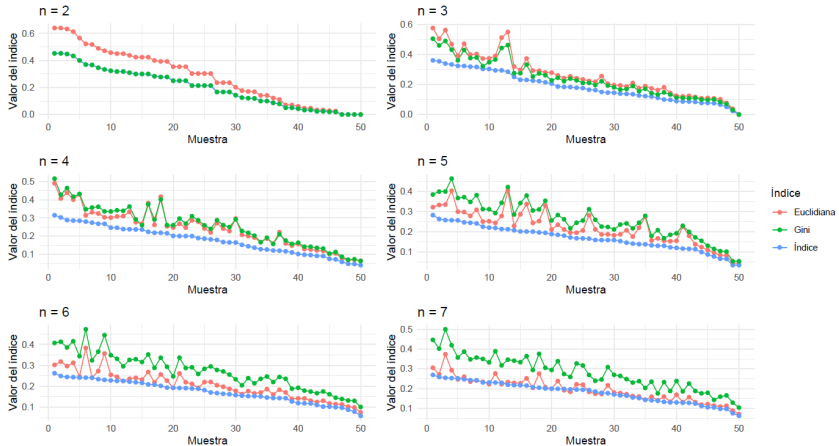 n = 2
Valor del índice
0.6
0.4
0.2
0.0
0 10 20 30 40 50
Muestra
n = 3
Valor del índice
0.6
0.4
0.2
0.0
0 10 20 30 40 50
Muestra
n = 4
Valor del índice
0.5
0.4
0.3
0.2
0.1
0 10 20 30 40 50
Muestra
n = 5
Valor del índice
0.4
0.3
0.2
0.1
0 10 20 30 40 50
Muestra
n = 6
Valor del índice
0.4
0.3
0.2
0.1
0 10 20 30 40 50
Muestra
n = 7
Valor del índice
0.5
0.4
0.3
0.2
0.1
0 10 20 30 40 50
Muestra
Índice
Euclidiana
Gini
Índice